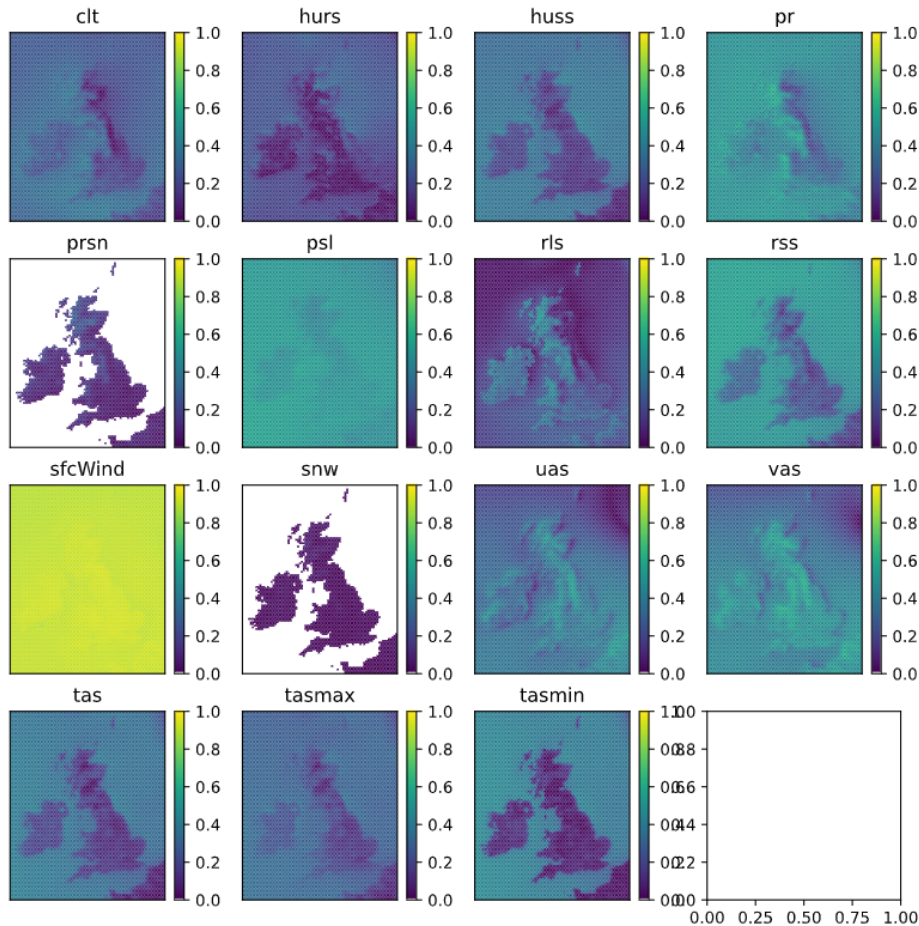 clt hurs huss pr
1.0 1.0 1.0 1.0
0.8 0.8 0.8 0.8
0.6 0.6 0.6 0.6
0.4 0.4 0.4 0.4
0.2 0.2 0.2 0.2
0.0 0.0 0.0 0.0
prsn psl rls rss
1.0 1.0 1.0 1.0
0.8 0.8 0.8 0.8
0.6 0.6 0.6 0.6
0.4 0.4 0.4 0.4
0.2 0.2 0.2 0.2
0.0 0.0 0.0 0.0
sfcWind snw uas vas
1.0 1.0 1.0 1.0
0.8 0.8 0.8 0.8
0.6 0.6 0.6 0.6
0.4 0.4 0.4 0.4
0.2 0.2 0.2 0.2
0.0 0.0 0.0 0.0
tas tasmax tasmin
1.0 1.0
0.8 0.8
0.6 0.6
0.4 0.4
0.2 0.2
0.0 0.0
0.00 0.25 0.50 0.75 1.00